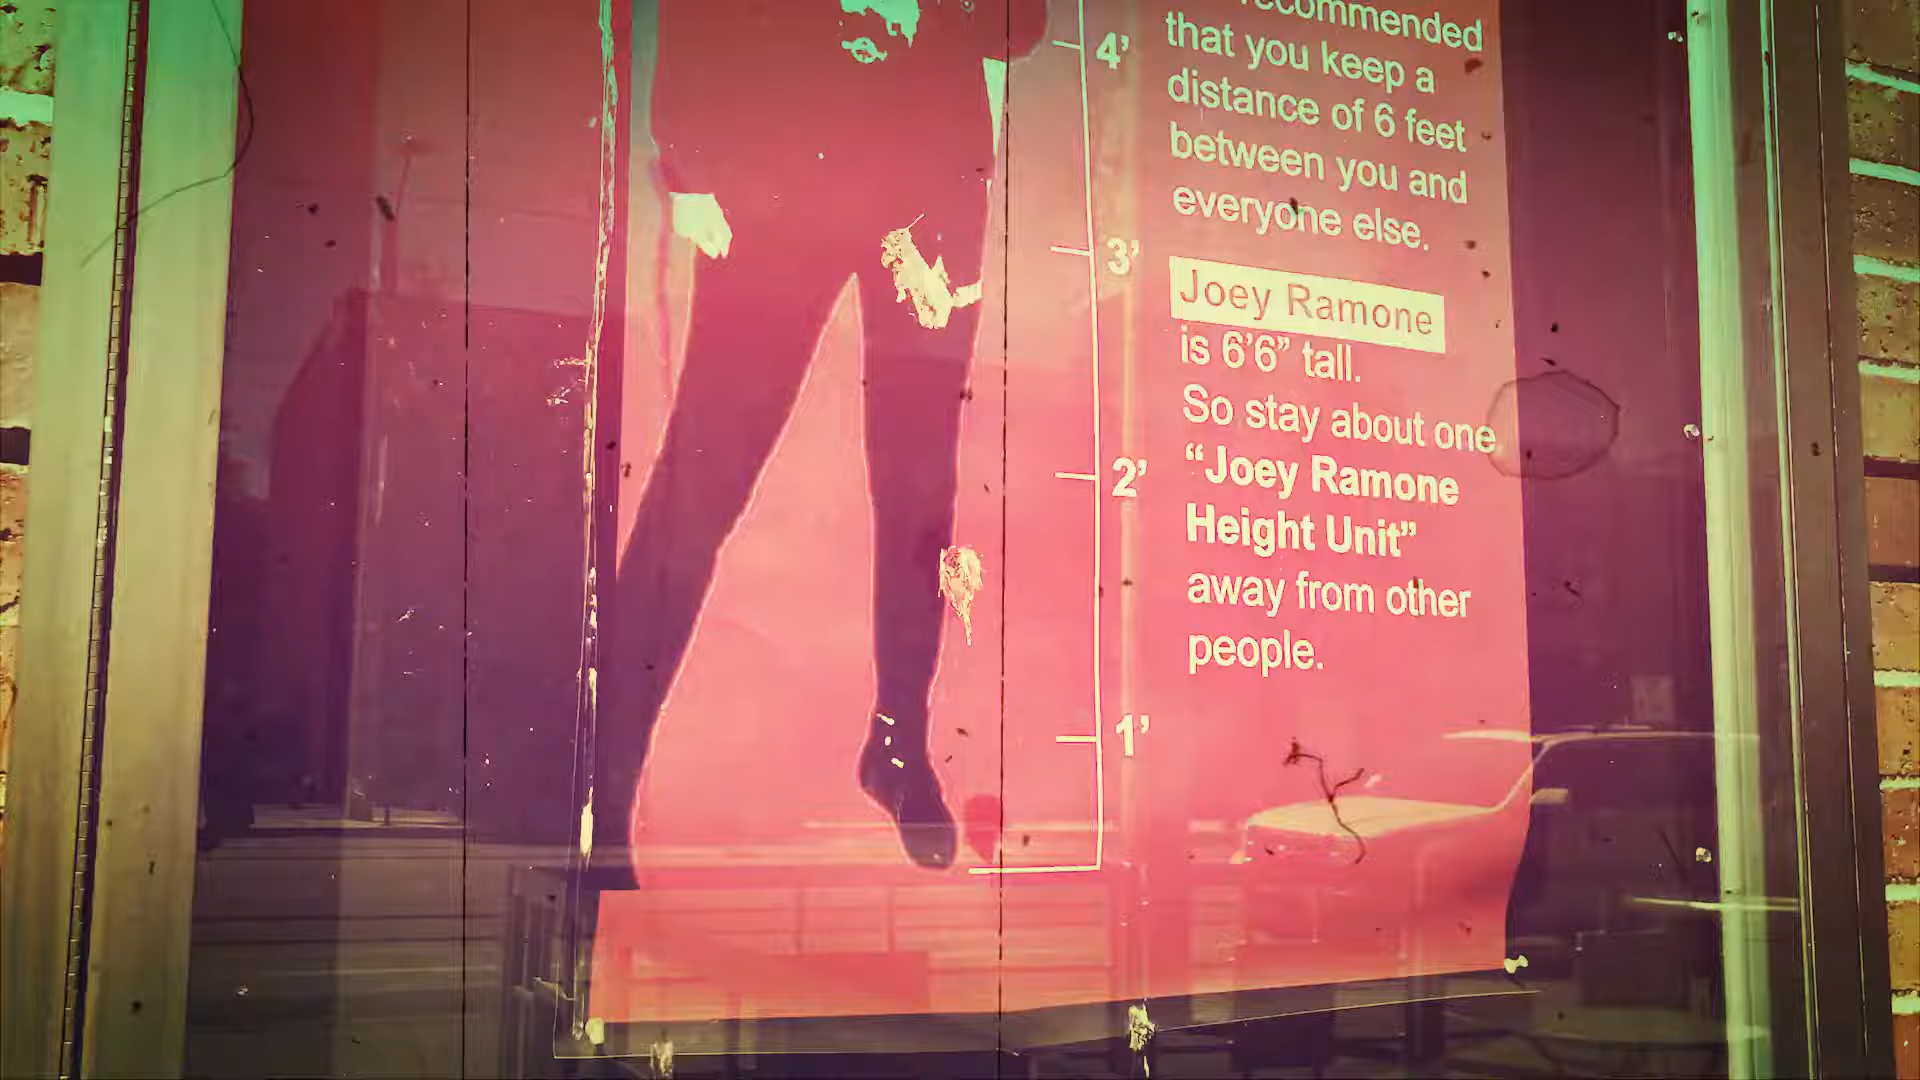 recommended
that you keep a
distance of 6 feet
between you and
everyone else.
Joey Ramone
is 6'6” tall.
So stay about one
“Joey Ramone
Height Unit”
away from other
people.
4’
3’
2’
1’